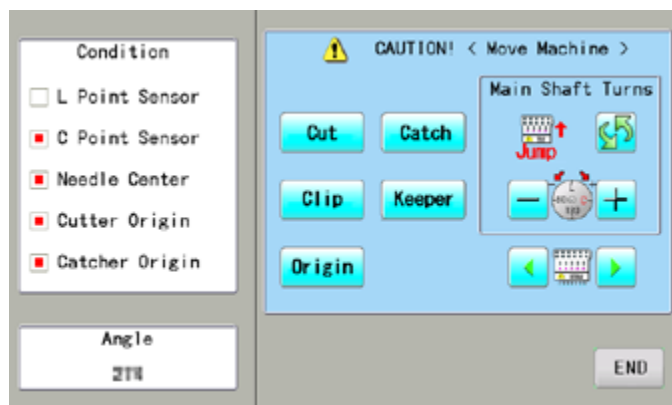 Condition
L Point Sensor
C Point Sensor
Needle Center
Cutter Origin
Catcher Origin
Angle
CAUTION! < Move Machine >
Main Shaft Turns
Cut
Catch
Jump
Clip
Keeper
Origin
END